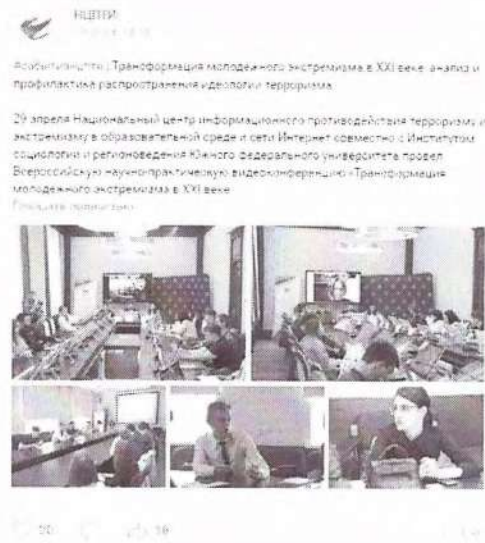 НЦПТИ
#событиянцпти | Трансформация молодежного экстремизма в XXI веке: анализ и
профилактика распространения идеологии терроризма
29 апреля Национальный центр информационного противодействия терроризму и
экстремизму в образовательной среде и сети Интернет совместно с Институтом
социологии и регионоведения Южного федерального университета провел
Всероссийскую научно-практическую видеоконференцию «Трансформация
молодежного экстремизма в XXI веке
Показать полностью